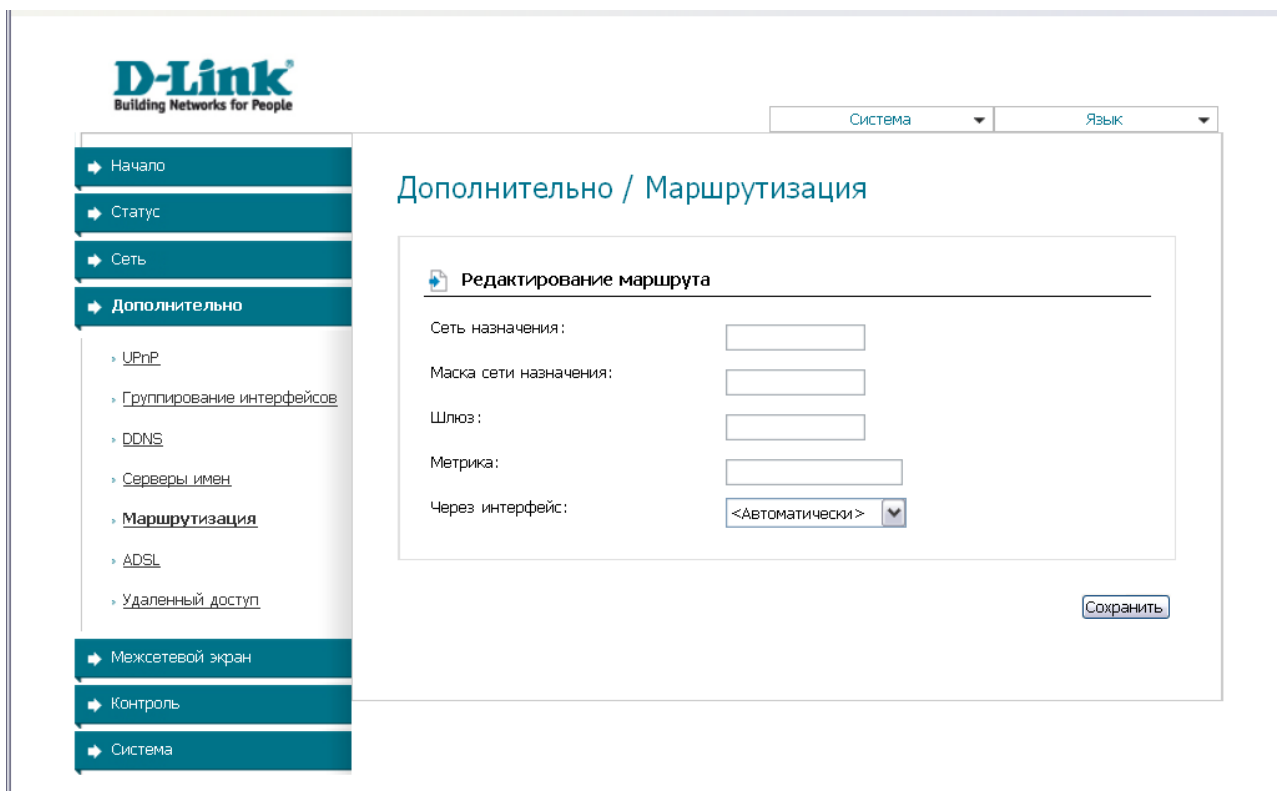 D-Link
Building Networks for People
Система
Язык
Начало
Статус
Сеть
Дополнительно
UPnP
Группирование интерфейсов
DDNS
Серверы имен
Маршрутизация
ADSL
Удаленный доступ
Межсетевой экран
Контроль
Система
Дополнительно / Маршрутизация
Редактирование маршрута
Сеть назначения:
Маска сети назначения:
Шлюз:
Метрика:
Через интерфейс: <Автоматически>
Сохранить